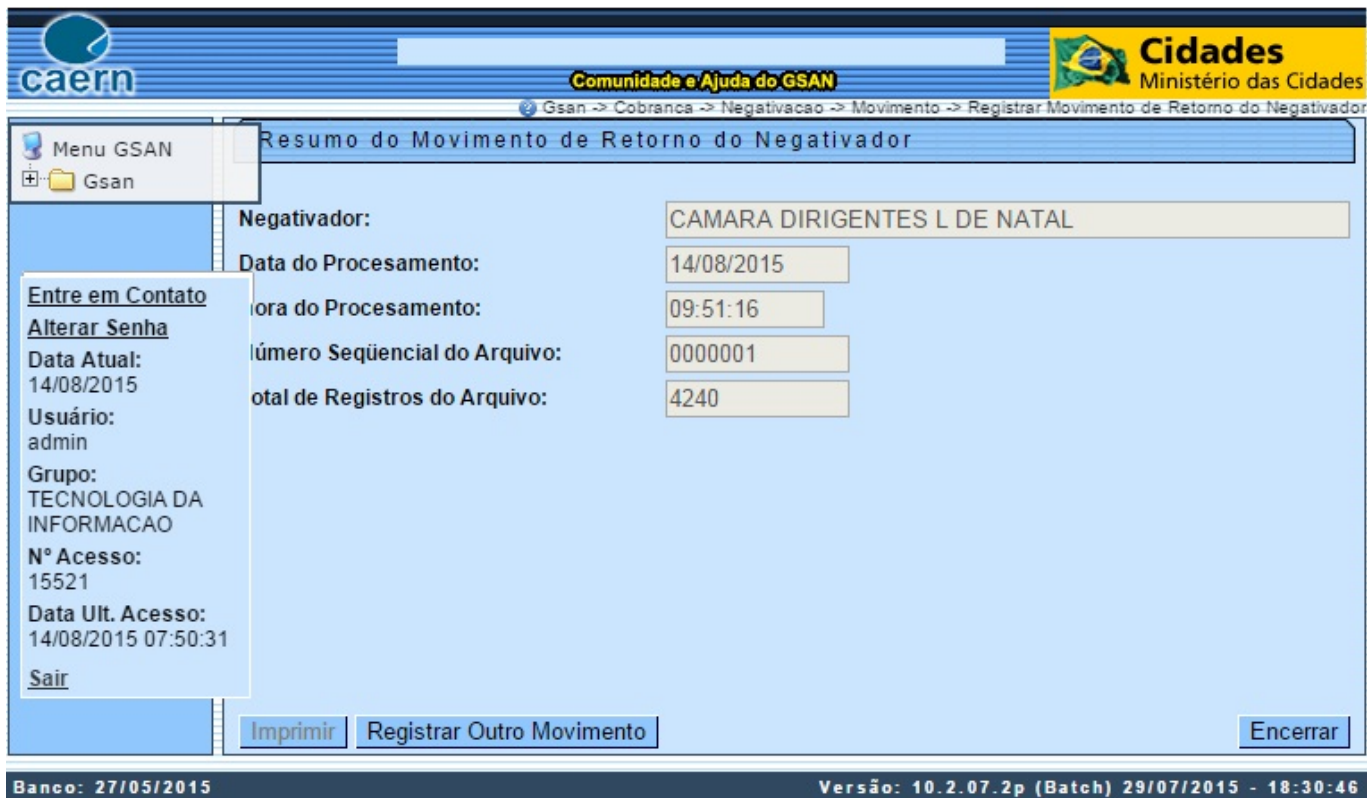 caern
Comunidade e Ajuda do GSAN
Cidades
Ministério das Cidades
Gsan -> Cobranca -> Negativacao -> Movimento -> Registrar Movimento de Retorno do Negativador
Menu GSAN
Gsan
Resumo do Movimento de Retorno do Negativador
Negativador: CAMARA DIRIGENTES L DE NATAL
Data do Procesamento: 14/08/2015
ora do Procesamento: 09:51:16
úmero Seqüencial do Arquivo: 0000001
otal de Registros do Arquivo: 4240
Entre em Contato
Alterar Senha
Data Atual:
14/08/2015
Usuário:
admin
Grupo:
TECNOLOGIA DA
INFORMACAO
Nº Acesso:
15521
Data Ult. Acesso:
14/08/2015 07:50:31
Sair
Imprimir Registrar Outro Movimento Encerrar
Banco: 27/05/2015 Versão: 10.2.07.2p (Batch) 29/07/2015 - 18:30:46